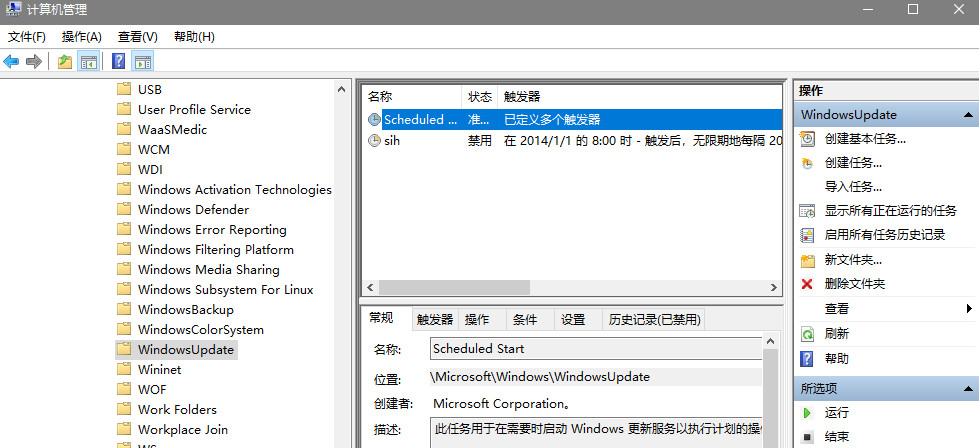 计算机管理
文件(F) 操作(A) 查看(V) 帮助(H)
USB
User Profile Service
WaaSMedic
WCM
WDI
Windows Activation Technologies
Windows Defender
Windows Error Reporting
Windows Filtering Platform
Windows Media Sharing
Windows Subsystem For Linux
WindowsBackup
WindowsColorSystem
WindowsUpdate
Wininet
WOF
Work Folders
Workplace Join
名称 状态 触发器
Scheduled ... 准... 已定义多个触发器
sih 禁用 在 2014/1/1 的 8:00 时 - 触发后，无限期地每隔 20
常规 触发器 操作 条件 设置 历史记录(已禁用)
名称: Scheduled Start
位置: \Microsoft\Windows\WindowsUpdate
创建者: Microsoft Corporation。
描述: 此任务用于在需要时启动 Windows 更新服务以执行计划的操
操作
WindowsUpdate
创建基本任务...
创建任务...
导入任务...
显示所有正在运行的任务
启用所有任务历史记录
新文件夹...
删除文件夹
查看
刷新
帮助
所选项
运行
结束